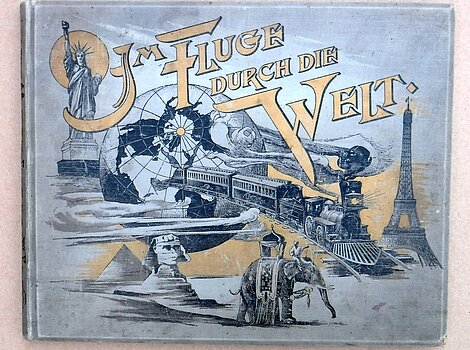 IM FLUGE
DURCH DIE
WELT.